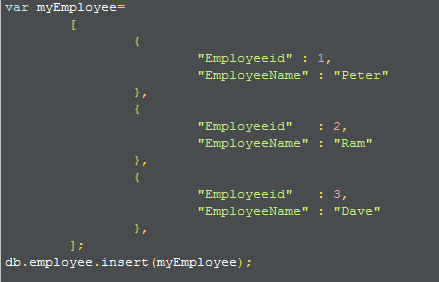 var myEmployee=
[
{
"Employeeid" : 1,
"EmployeeName" : "Peter"
},
{
"Employeeid" : 2,
"EmployeeName" : "Ram"
},
{
"Employeeid" : 3,
"EmployeeName" : "Dave"
},
];
db.employee.insert(myEmployee);